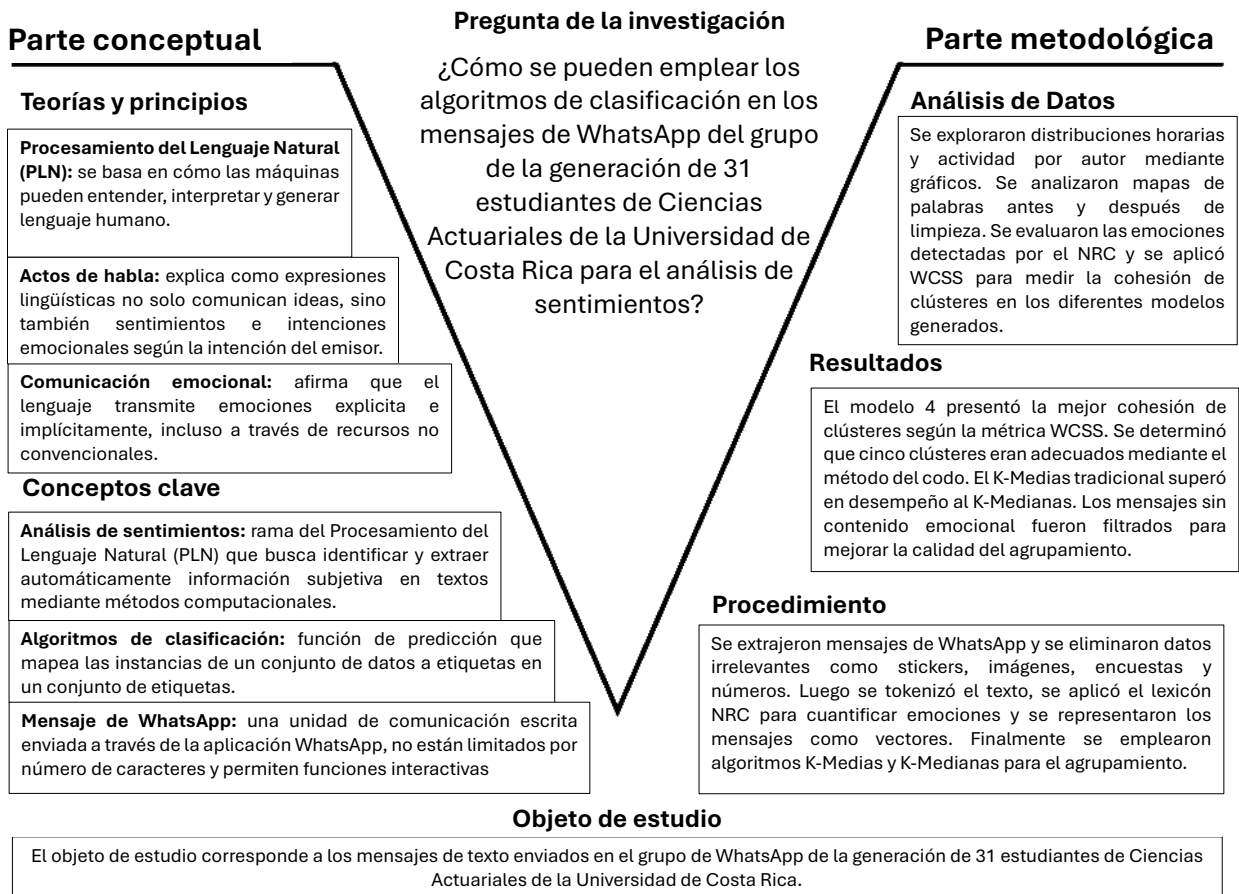 Parte conceptual
Teorías y principios
Procesamiento del Lenguaje Natural
(PLN): se basa en cómo las máquinas
pueden entender, interpretar y generar
lenguaje humano.
Actos de habla: explica como expresiones
lingüísticas no solo comunican ideas, sino
también sentimientos e intenciones
emocionales según la intención del emisor.
Comunicación emocional: afirma que el
lenguaje transmite emociones explicita e
implícitamente, incluso a través de recursos no
convencionales.
Conceptos clave
Análisis de sentimientos: rama del Procesamiento del
Lenguaje Natural (PLN) que busca identificar y extraer
automáticamente información subjetiva en textos
mediante métodos computacionales.
Algoritmos de clasificación: función de predicción que
mapea las instancias de un conjunto de datos a etiquetas en
un conjunto de etiquetas.
Mensaje de WhatsApp: una unidad de comunicación escrita
enviada a través de la aplicación WhatsApp, no están limitados por
número de caracteres y permiten funciones interactivas
Pregunta de la investigación
¿Cómo se pueden emplear los
algoritmos de clasificación en los
mensajes de WhatsApp del grupo
de la generación de 31
estudiantes de Ciencias
Actuariales de la Universidad de
Costa Rica para el análisis de
sentimientos?
Parte metodológica
Análisis de Datos
Se exploraron distribuciones horarias
y actividad por autor mediante
gráficos. Se analizaron mapas de
palabras antes y después de
limpieza. Se evaluaron las emociones
detectadas por el NRC y se aplicó
WCSS para medir la cohesión de
clústeres en los diferentes modelos
generados.
Resultados
El modelo 4 presentó la mejor cohesión de
clústeres según la métrica WCSS. Se determinó
que cinco clústeres eran adecuados mediante el
método del codo. El K-Medias tradicional superó
en desempeño al K-Medianas. Los mensajes sin
contenido emocional fueron filtrados para
mejorar la calidad del agrupamiento.
Procedimiento
Se extrajeron mensajes de WhatsApp y se eliminaron datos
irrelevantes como stickers, imágenes, encuestas y
números. Luego se tokenizó el texto, se aplicó el lexicón
NRC para cuantificar emociones y se representaron los
mensajes como vectores. Finalmente se emplearon
algoritmos K-Medias y K-Medianas para el agrupamiento.
Objeto de estudio
El objeto de estudio corresponde a los mensajes de texto enviados en el grupo de WhatsApp de la generación de 31 estudiantes de Ciencias
Actuariales de la Universidad de Costa Rica.